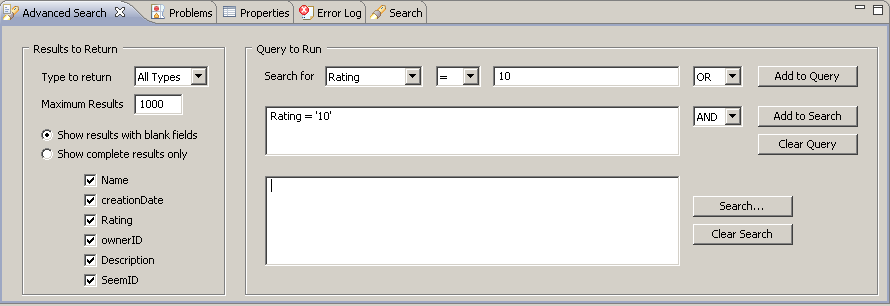 Advanced Search Problems Properties Error Log Search
Results to Return
Type to return All Types
Maximum Results 1000
Show results with blank fields
Show complete results only
Name
creationDate
Rating
ownerID
Description
SeemID
Query to Run
Search for Rating = 10 OR Add to Query
Rating = '10' AND Add to Search
Clear Query
Search...
Clear Search